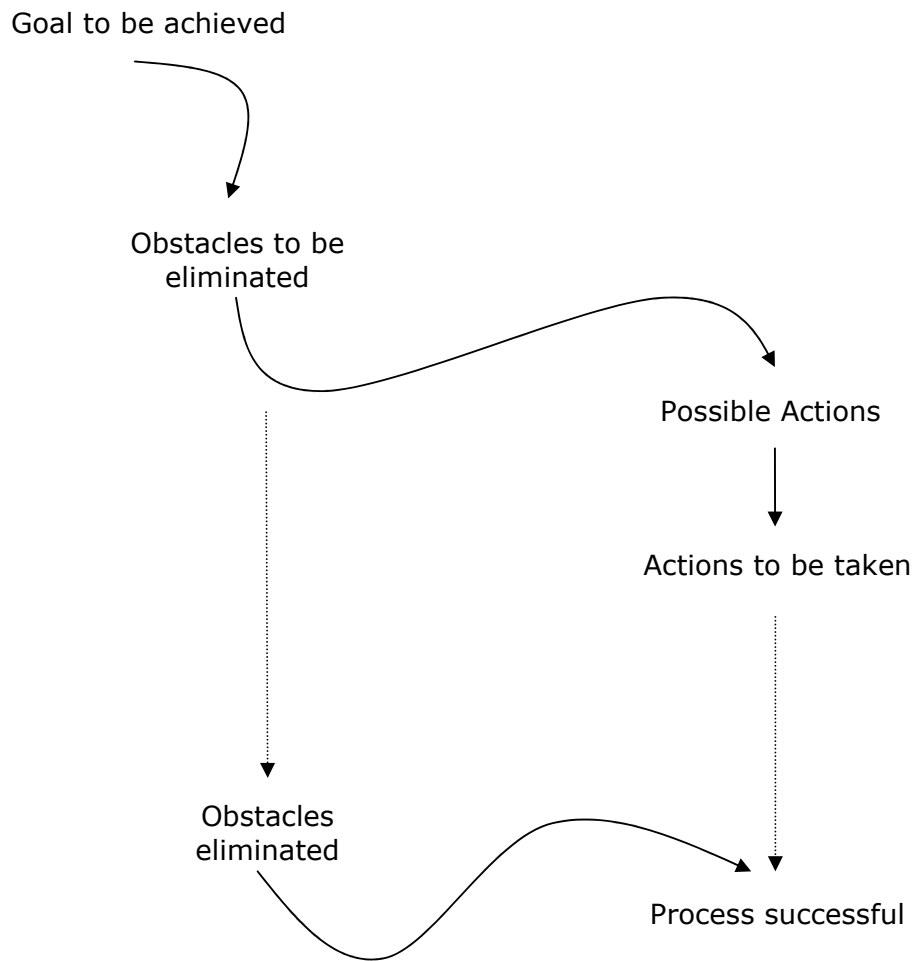 Goal to be achieved
Obstacles to be
eliminated
Possible Actions
Actions to be taken
Obstacles
eliminated
Process successful